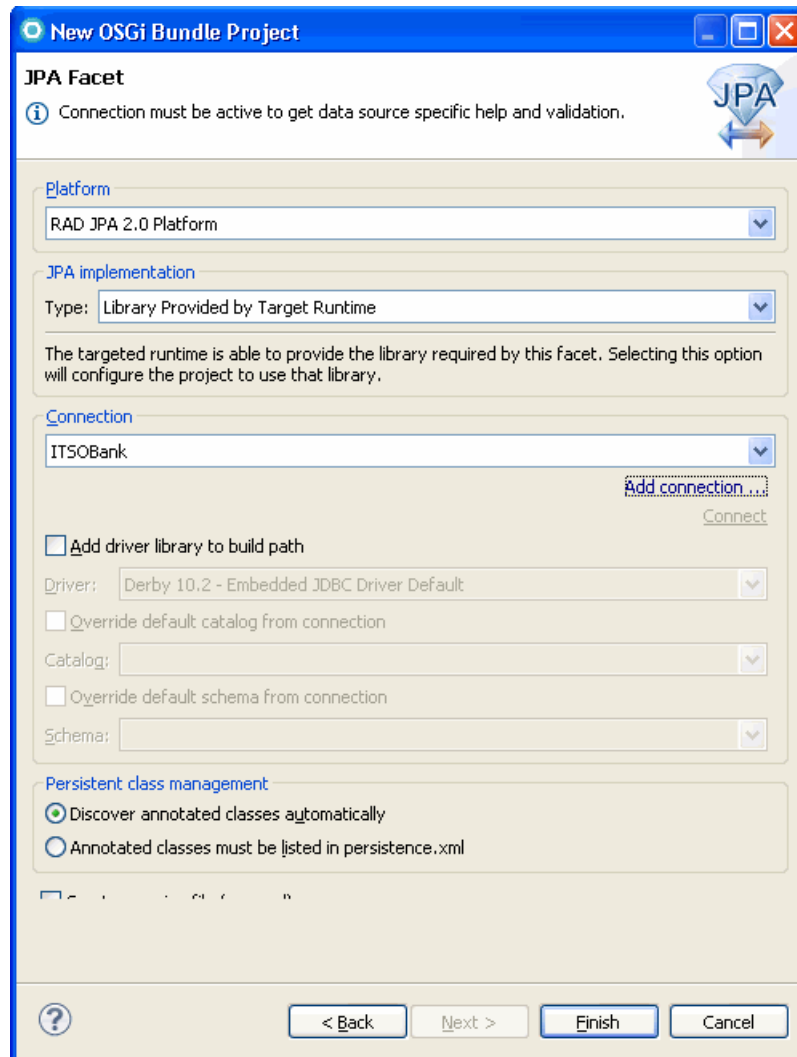 New OSGi Bundle Project
JPA Facet
Connection must be active to get data source specific help and validation.
JPA
Platform
RAD JPA 2.0 Platform
JPA implementation
Type: Library Provided by Target Runtime
The targeted runtime is able to provide the library required by this facet. Selecting this option
will configure the project to use that library.
Connection
ITSOBank
Add connection ...
Connect
Add driver library to build path
Driver: Derby 10.2 - Embedded JDBC Driver Default
Override default catalog from connection
Catalog:
Override default schema from connection
Schema:
Persistent class management
Discover annotated classes automatically
Annotated classes must be listed in persistence.xml
? < Back Next > Finish Cancel